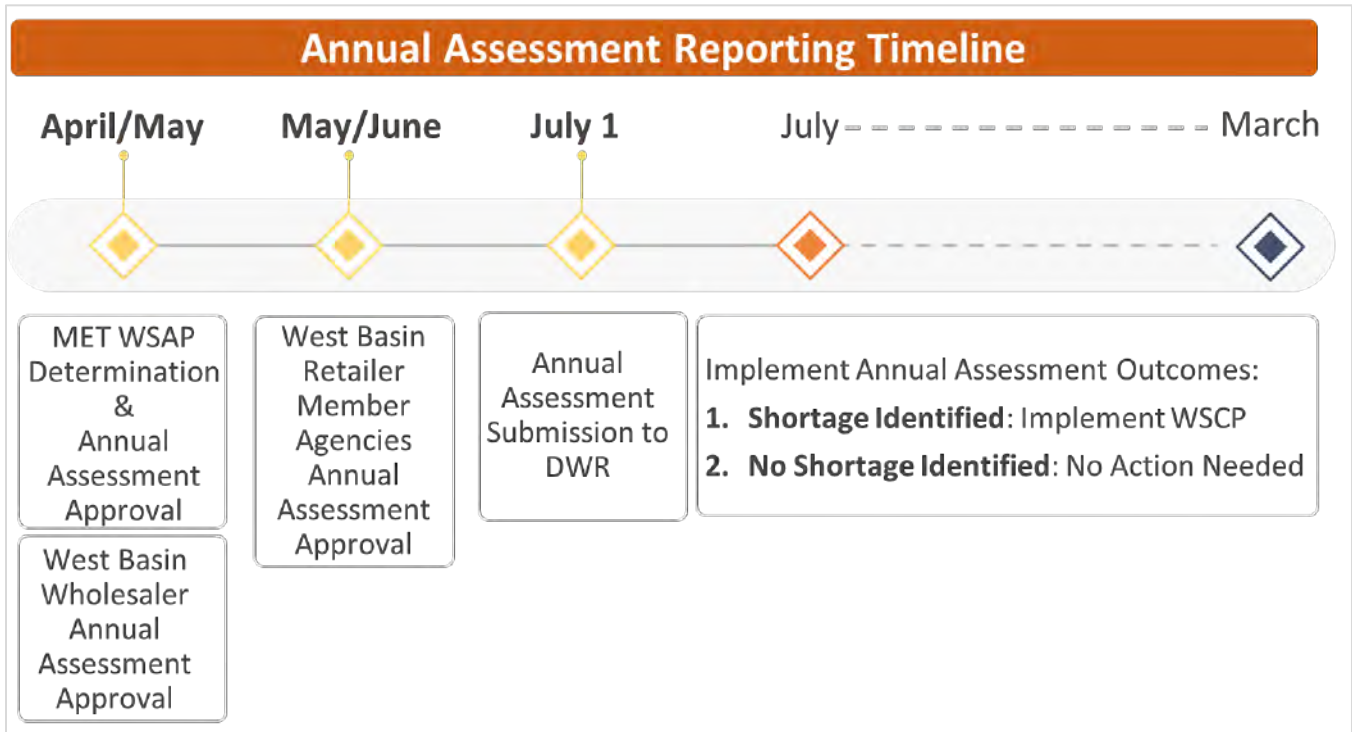 Annual Assessment Reporting Timeline
April/May
May/June
July 1
July
March
MET WSAP
Determination
&
Annual
Assessment
Approval
West Basin
Wholesaler
Annual
Assessment
Approval
West Basin
Retailer
Member
Agencies
Annual
Assessment
Approval
Annual
Assessment
Submission to
DWR
Implement Annual Assessment Outcomes:
1. Shortage Identified: Implement WSCP
2. No Shortage Identified: No Action Needed